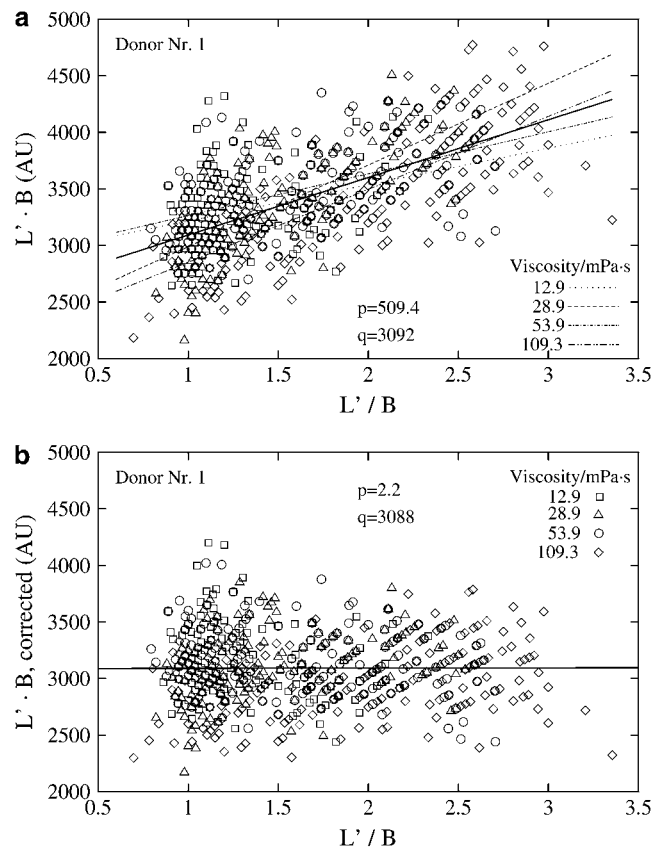 a
5000
Donor Nr. 1
4500
4000
3500
3000
2500
2000
L' · B (AU)
Viscosity/mPa·s
12.9
28.9
53.9
109.3
p=509.4
q=3092
0.5 1 1.5 2 2.5 3 3.5
L' / B
b
5000
Donor Nr. 1
4500
4000
3500
3000
2500
2000
L' · B, corrected (AU)
p=2.2
q=3088
Viscosity/mPa·s
12.9
28.9
53.9
109.3
0.5 1 1.5 2 2.5 3 3.5
L' / B